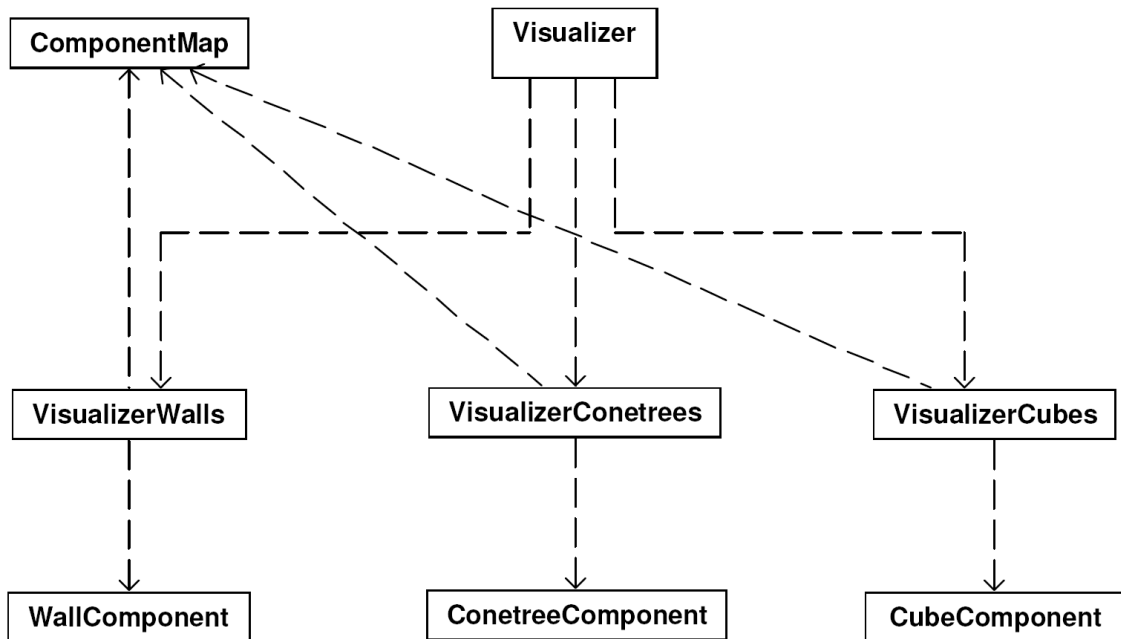 ComponentMap
Visualizer
VisualizerWalls
VisualizerConetrees
VisualizerCubes
WallComponent
ConetreeComponent
CubeComponent